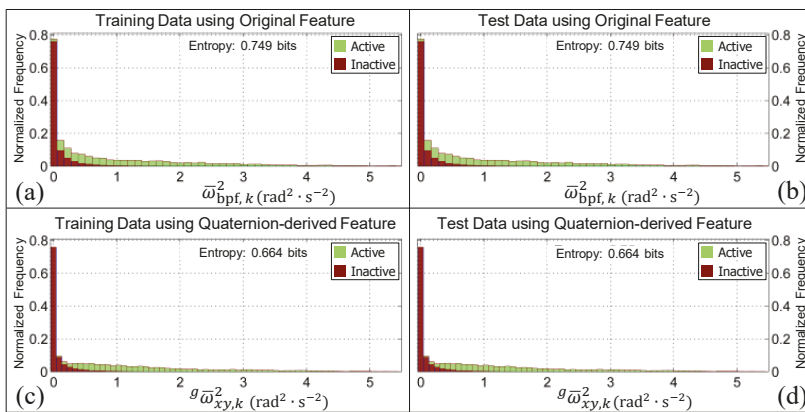 Training Data using Original Feature
Entropy: 0.749 bits
Active
Inactive
Normalized Frequency
0.8
0.6
0.4
0.2
0
0 1 2 3 4 5
(a)
ω̅²bpf, k (rad² · s⁻²)
Test Data using Original Feature
Entropy: 0.749 bits
Active
Inactive
Normalized Frequency
0.8
0.6
0.4
0.2
0
0 1 2 3 4 5
(b)
ω̅²bpf, k (rad² · s⁻²)
Training Data using Quaternion-derived Feature
Entropy: 0.664 bits
Active
Inactive
Normalized Frequency
0.8
0.6
0.4
0.2
0
0 1 2 3 4 5
(c)
ᵍω̅²xy,k (rad² · s⁻²)
Test Data using Quaternion-derived Feature
Entropy: 0.664 bits
Active
Inactive
Normalized Frequency
0.8
0.6
0.4
0.2
0
0 1 2 3 4 5
(d)
ᵍω̅²xy,k (rad² · s⁻²)